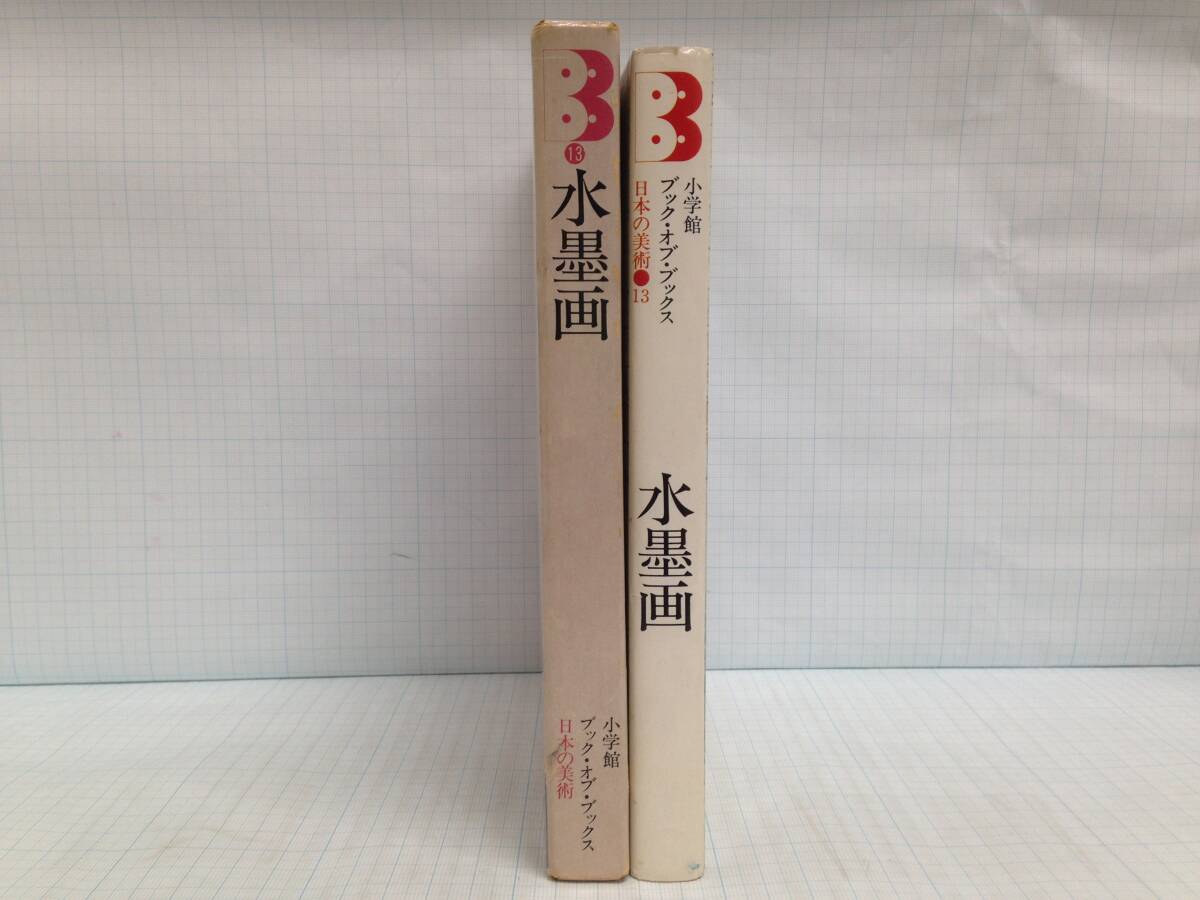 13
水墨画
小学館
ブック・オブ・ブックス
日本の美術
小学館
ブック・オブ・ブックス
日本の美術●13
水墨画